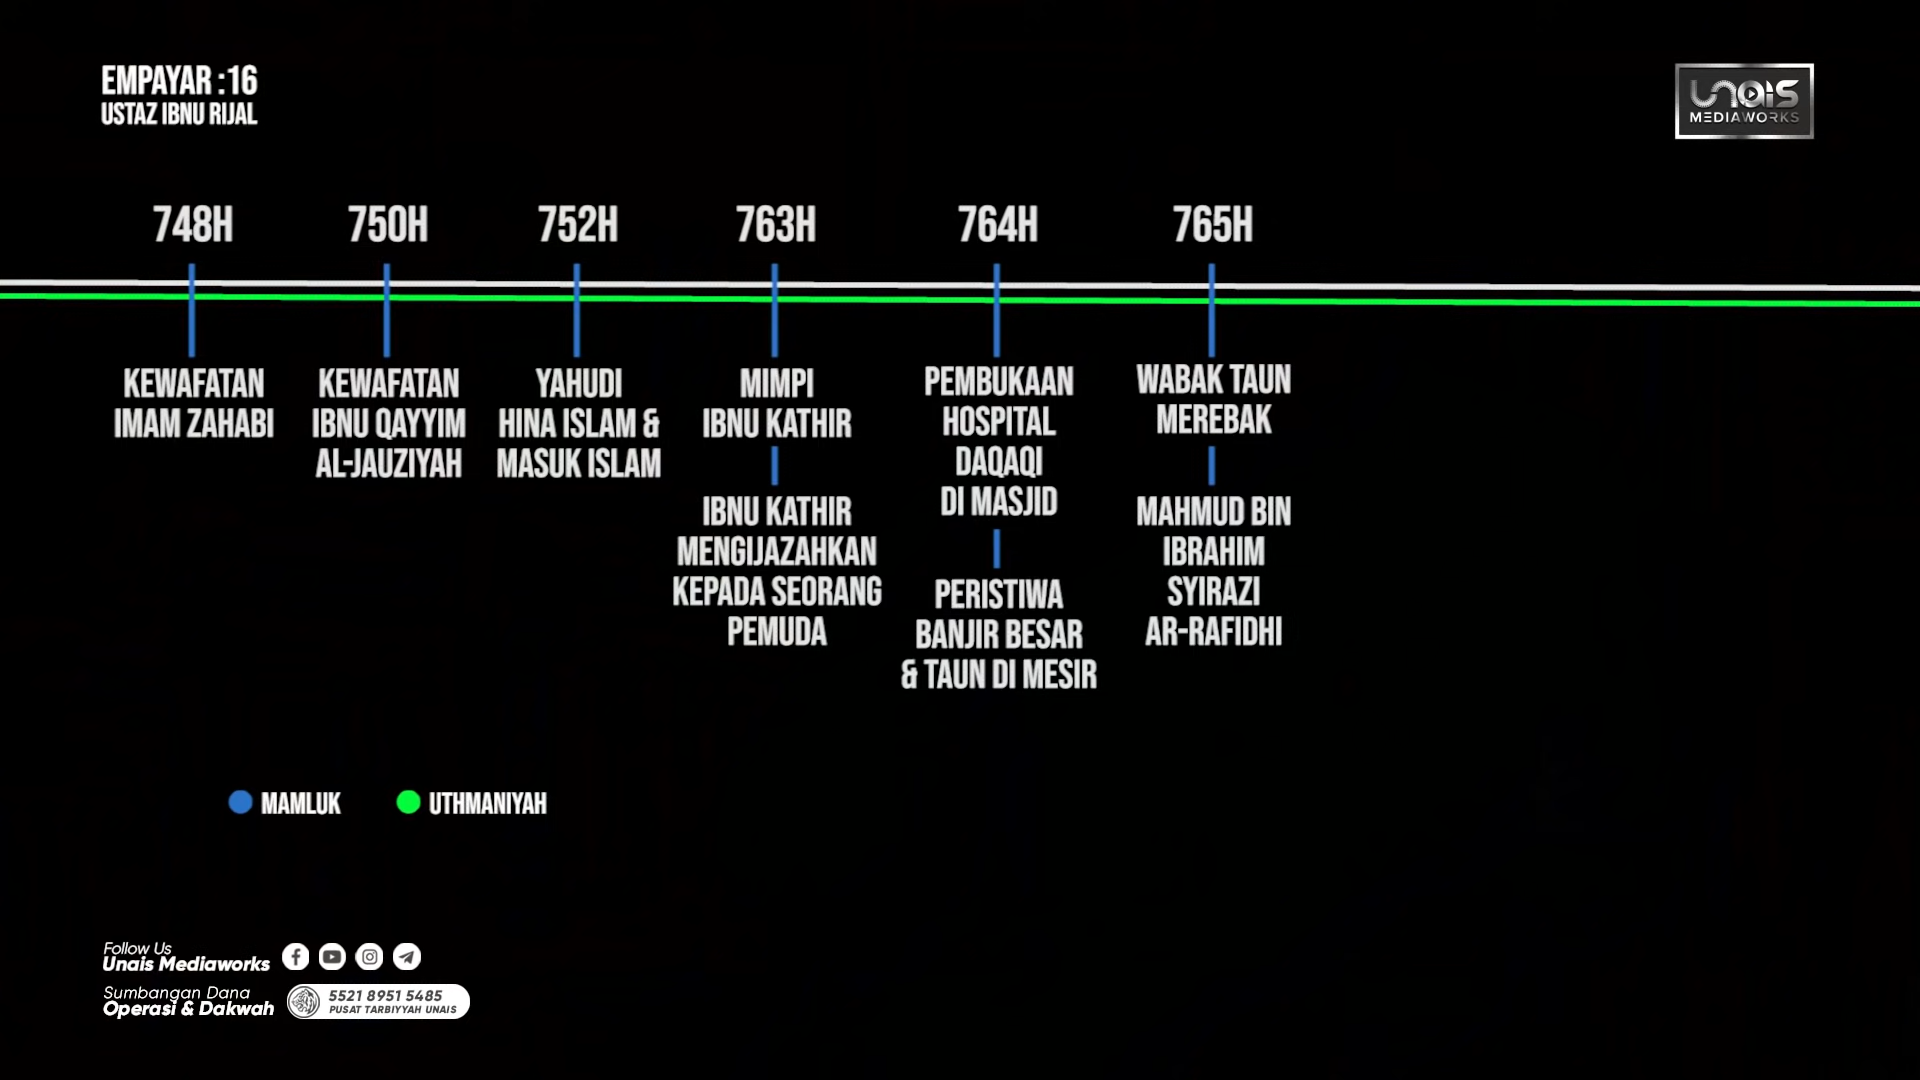 EMPAYAR :16
USTAZ IBNU RIJAL
UNAIS
MEDIAWORKS
748H
750H
752H
763H
764H
765H
KEWAFATAN
IMAM ZAHABI
KEWAFATAN
IBNU QAYYIM
AL-JAUZIYAH
YAHUDI
HINA ISLAM &
MASUK ISLAM
MIMPI
IBNU KATHIR
IBNU KATHIR
MENGIJAZAHKAN
KEPADA SEORANG
PEMUDA
PEMBUKAAN
HOSPITAL
DAQAQI
DI MASJID
PERISTIWA
BANJIR BESAR
& TAUN DI MESIR
WABAK TAUN
MEREBAK
MAHMUD BIN
IBRAHIM
SYIRAZI
AR-RAFIDHI
MAMLUK
UTHMANIYAH
Follow Us
Unais Mediaworks
Sumbangan Dana
Operasi & Dakwah
5521 8951 5485
PUSAT TARBIYYAH UNAIS